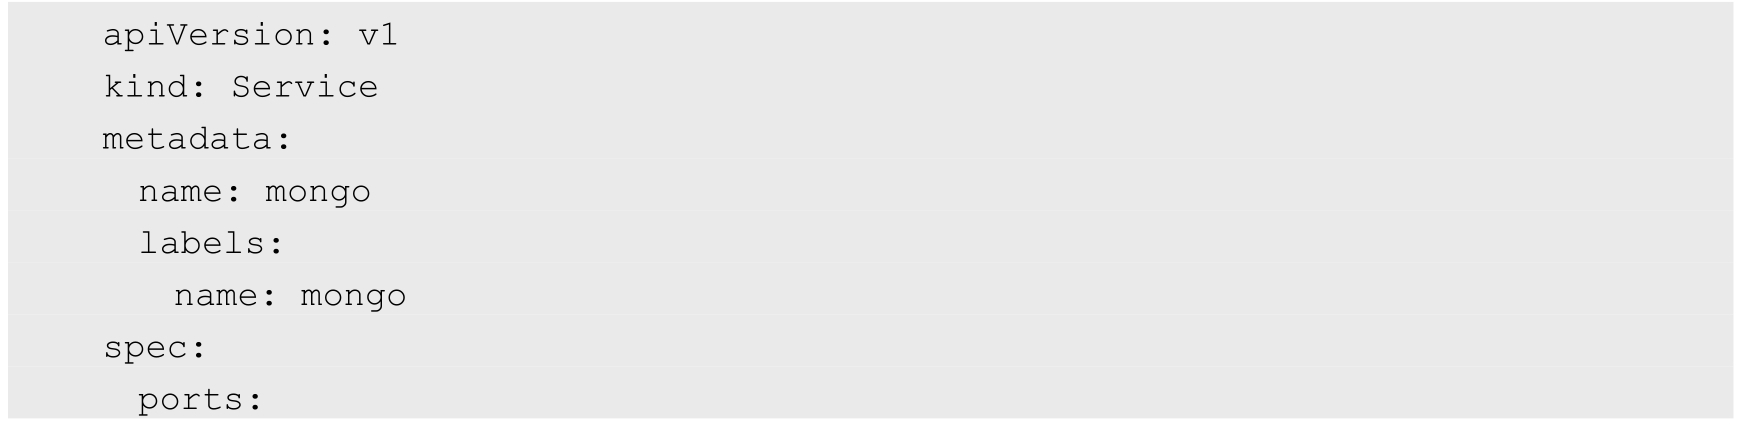 apiVersion: v1
kind: Service
metadata:
  name: mongo
  labels:
    name: mongo
spec:
  ports: